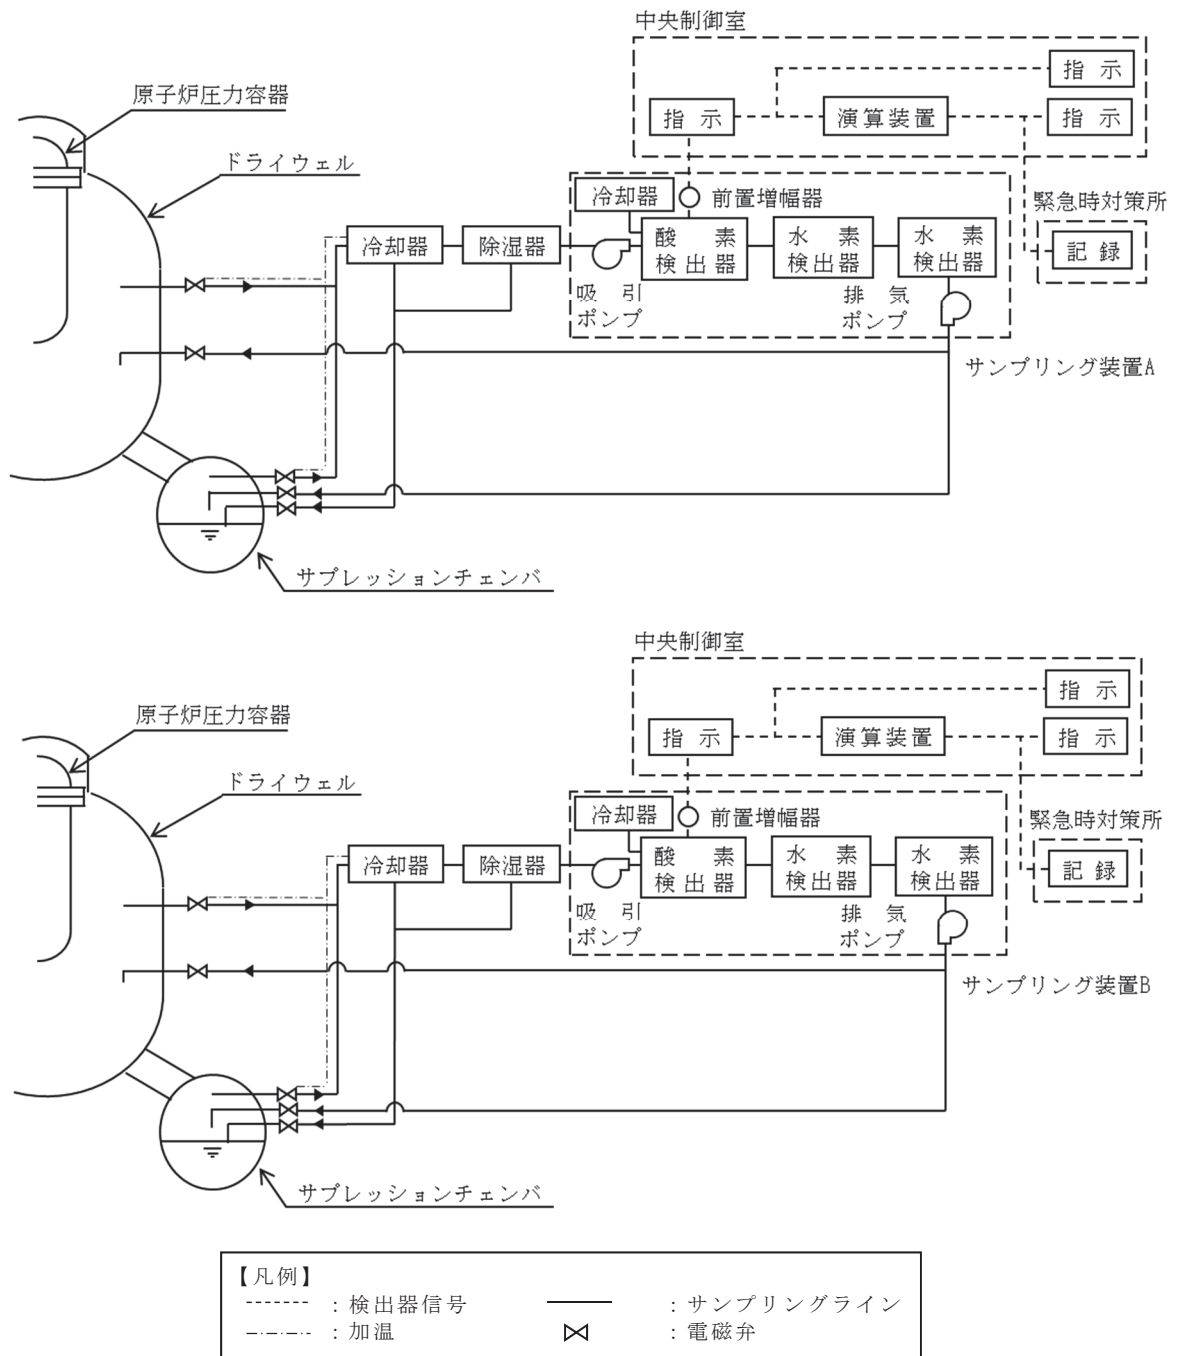 中央制御室
指示
原子炉圧力容器
指示
演算装置
指示
ドライウェル
冷却器
前置増幅器
緊急時対策所
冷却器
除湿器
酸素
検出器
水素
検出器
水素
検出器
記録
吸引
ポンプ
排気
ポンプ
サンプリング装置A
サプレッションチェンバ
中央制御室
指示
原子炉圧力容器
指示
演算装置
指示
ドライウェル
冷却器
前置増幅器
緊急時対策所
冷却器
除湿器
酸素
検出器
水素
検出器
水素
検出器
記録
吸引
ポンプ
排気
ポンプ
サンプリング装置B
サプレッションチェンバ
【凡例】
：検出器信号
：サンプリングライン
：加温
：電磁弁